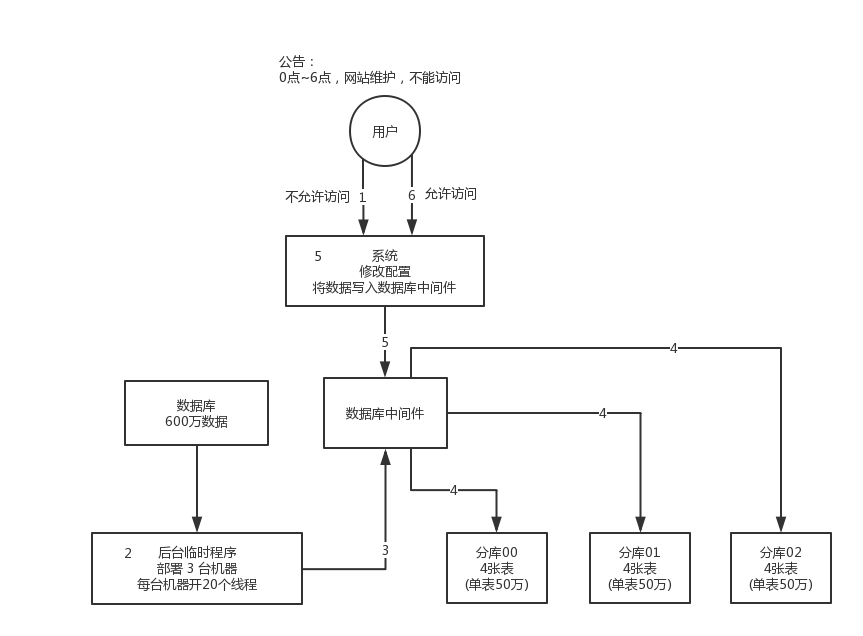 公告：
0点~6点，网站维护，不能访问
用户
不允许访问 1
6 允许访问
5 系统
修改配置
将数据写入数据库中间件
5
4
数据库
600万数据
数据库中间件
4
4
2 后台临时程序
部署 3 台机器
每台机器开20个线程
3
分库00
4张表
(单表50万)
分库01
4张表
(单表50万)
分库02
4张表
(单表50万)